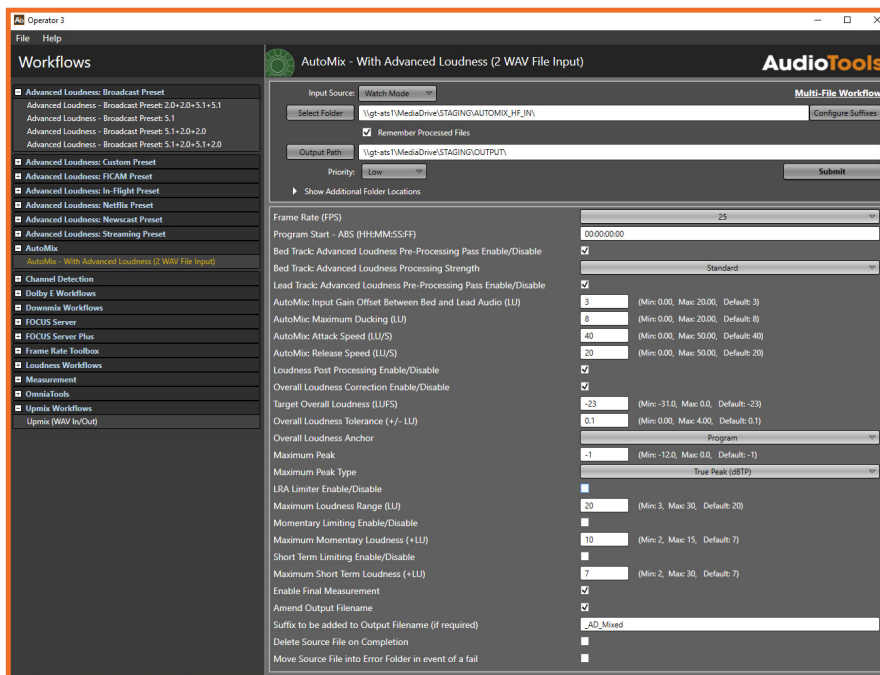 Ao Operator 3
File Help
Workflows
Advanced Loudness: Broadcast Preset
Advanced Loudness - Broadcast Preset: 2.0+2.0+5.1+5.1
Advanced Loudness - Broadcast Preset: 5.1
Advanced Loudness - Broadcast Preset: 5.1+2.0+2.0
Advanced Loudness - Broadcast Preset: 5.1+2.0+5.1+2.0
Advanced Loudness: Custom Preset
Advanced Loudness: FICAM Preset
Advanced Loudness: In-Flight Preset
Advanced Loudness: Netflix Preset
Advanced Loudness: Newscast Preset
Advanced Loudness: Streaming Preset
AutoMix
AutoMix - With Advanced Loudness (2 WAV File Input)
Channel Detection
Dolby E Workflows
Downmix Workflows
FOCUS Server
FOCUS Server Plus
Frame Rate Toolbox
Loudness Workflows
Measurement
OmniaTools
Upmix Workflows
Upmix (WAV In/Out)
AutoMix - With Advanced Loudness (2 WAV File Input) AudioTools
Input Source: Watch Mode Multi-File Workflow
Select Folder \\gt-ats1\MediaDrive\STAGING\AUTOMIX_HF_IN\ Configure Suffixes
Remember Processed Files
Output Path \\gt-ats1\MediaDrive\STAGING\OUTPUT\
Priority: Low Submit
Show Additional Folder Locations
Frame Rate (FPS) 25
Program Start - ABS (HH:MM:SS:FF) 00:00:00:00
Bed Track: Advanced Loudness Pre-Processing Pass Enable/Disable
Bed Track: Advanced Loudness Processing Strength Standard
Lead Track: Advanced Loudness Pre-Processing Pass Enable/Disable
AutoMix: Input Gain Offset Between Bed and Lead Audio (LU) 3 (Min: 0.00, Max: 20.00, Default: 3)
AutoMix: Maximum Ducking (LU) 8 (Min: 0.00, Max: 20.00, Default: 8)
AutoMix: Attack Speed (LU/S) 40 (Min: 0.00, Max: 50.00, Default: 40)
AutoMix: Release Speed (LU/S) 20 (Min: 0.00, Max: 50.00, Default: 20)
Loudness Post Processing Enable/Disable
Overall Loudness Correction Enable/Disable
Target Overall Loudness (LUFS) -23 (Min: -31.0, Max: 0.0, Default: -23)
Overall Loudness Tolerance (+/- LU) 0.1 (Min: 0.00, Max: 4.00, Default: 0.1)
Overall Loudness Anchor Program
Maximum Peak -1 (Min: -12.0, Max: 0.0, Default: -1)
Maximum Peak Type True Peak (dBTP)
LRA Limiter Enable/Disable
Maximum Loudness Range (LU) 20 (Min: 3, Max: 30, Default: 20)
Momentary Limiting Enable/Disable
Maximum Momentary Loudness (+LU) 10 (Min: 2, Max: 15, Default: 7)
Short Term Limiting Enable/Disable
Maximum Short Term Loudness (+LU) 7 (Min: 2, Max: 30, Default: 7)
Enable Final Measurement
Amend Output Filename
Suffix to be added to Output Filename (if required) _AD_Mixed
Delete Source File on Completion
Move Source File into Error Folder in event of a fail